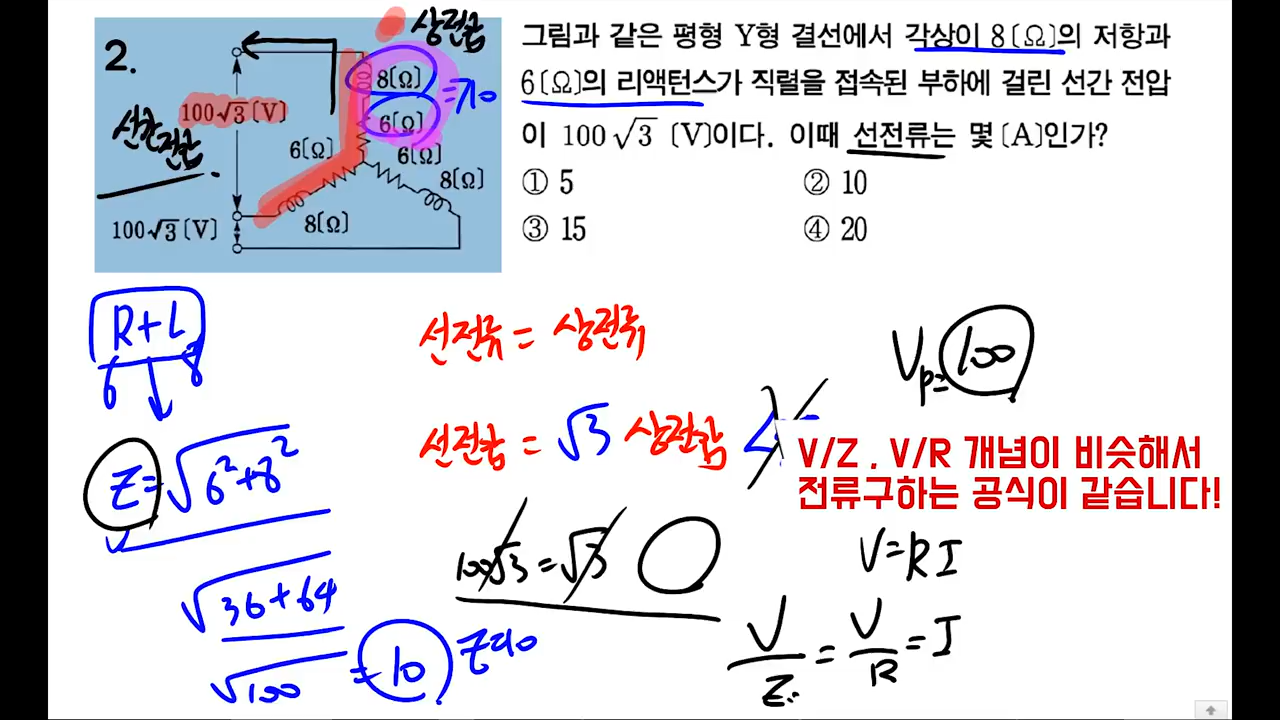 2.
상전압
선간
전압
100√3 [V]
8[Ω]
6[Ω]
=10
6[Ω]
6[Ω]
8[Ω]
8[Ω]
100√3 [V]
그림과 같은 평형 Y형 결선에서 각상이 8[Ω]의 저항과
6[Ω]의 리액턴스가 직렬을 접속된 부하에 걸린 선간 전압
이 100√3 [V]이다. 이때 선전류는 몇 [A]인가?
① 5 ② 10
③ 15 ④ 20
R+L
6 8
Z=√6²+8²
√36+64
√100 = 10
Z=10
선전류 = 상전류
선전압 = √3 상전압
100√3 = √3
Vp= 100
V/Z , V/R 개념이 비슷해서
전류구하는 공식이 같습니다!
V=RI
V/Z = V/R = I